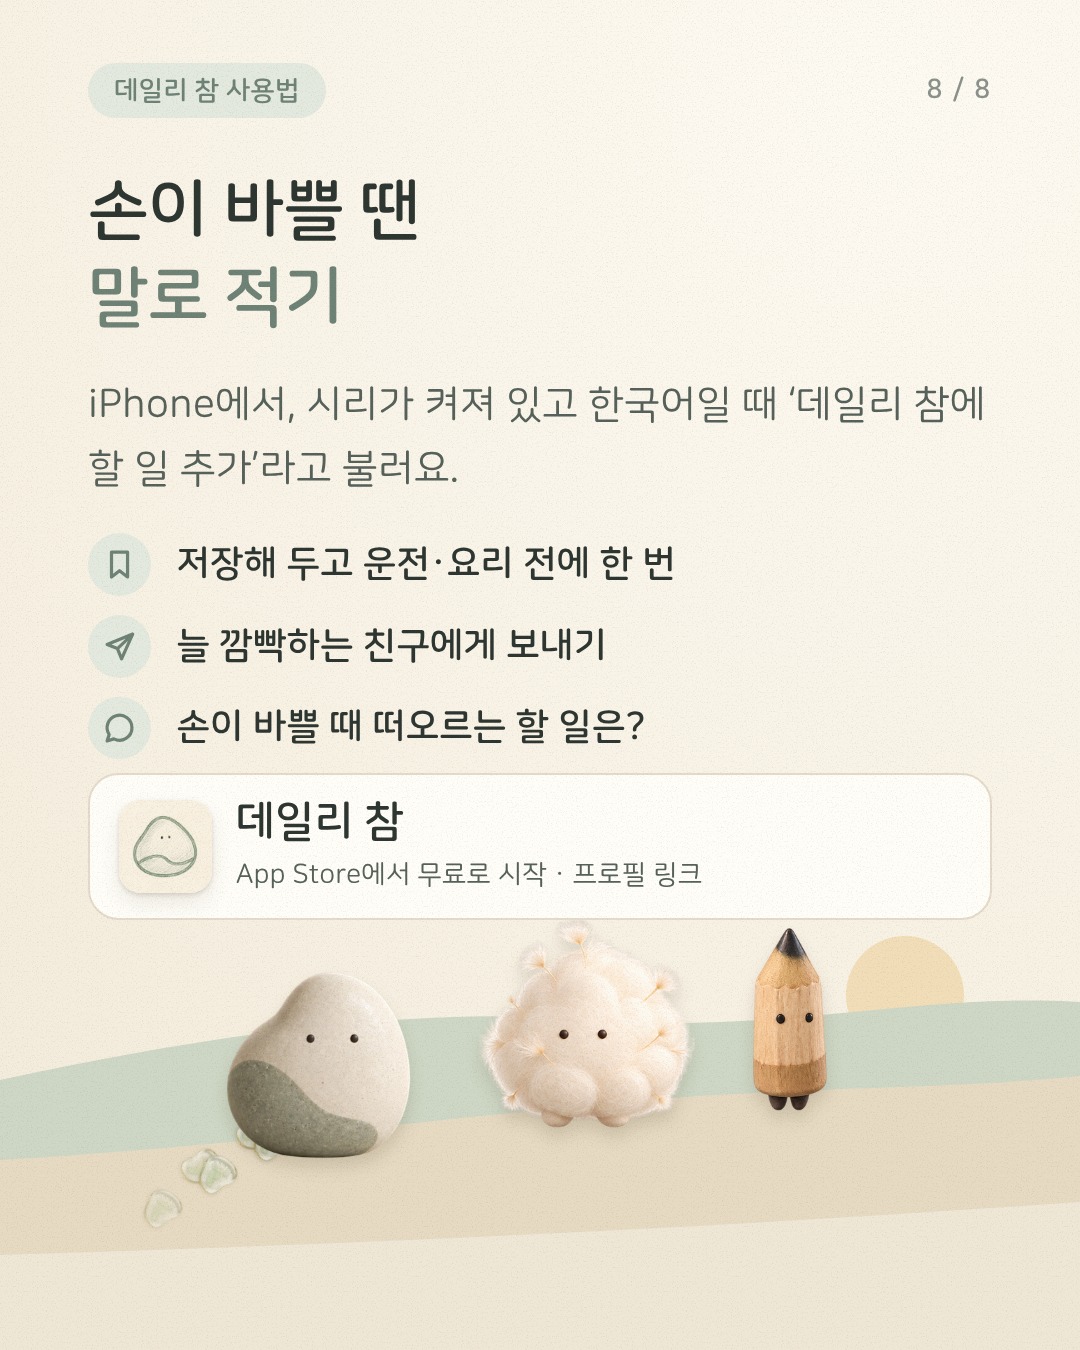 데일리 참 사용법
8 / 8
손이 바쁠 땐
말로 적기
iPhone에서, 시리가 켜져 있고 한국어일 때 ‘데일리 참에
할 일 추가’라고 불러요.
저장해 두고 운전·요리 전에 한 번
늘 깜빡하는 친구에게 보내기
손이 바쁠 때 떠오르는 할 일은?
데일리 참
App Store에서 무료로 시작 · 프로필 링크